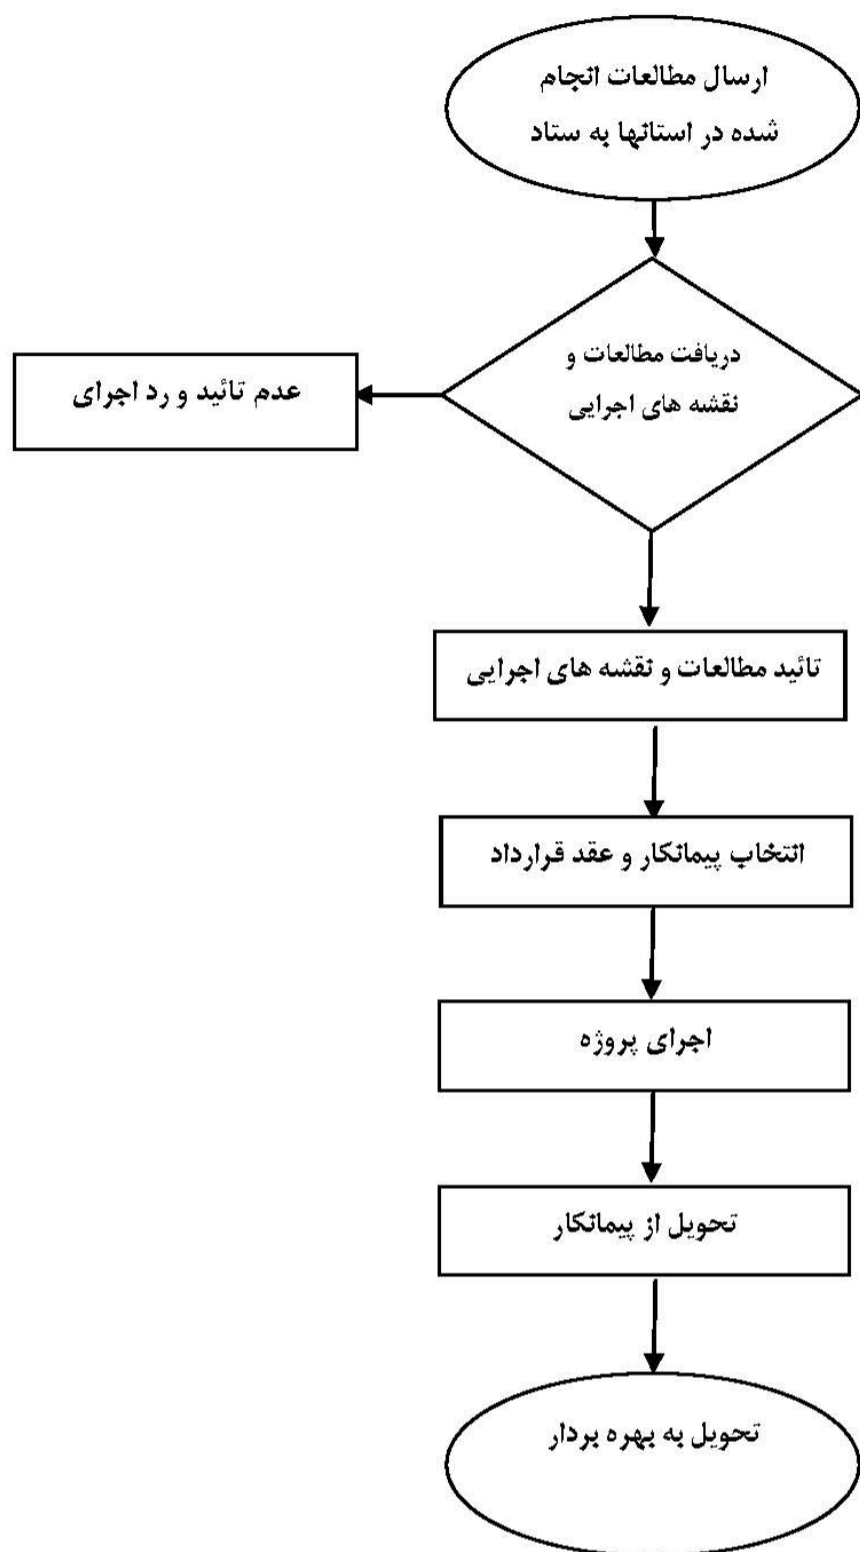 ارسال مطالعات انجام
شده در استانها به ستاد
دریافت مطالعات و
نقشه های اجرایی
عدم تائید و رد اجرای
تائید مطالعات و نقشه های اجرایی
انتخاب پیمانکار و عقد قرارداد
اجرای پروژه
تحویل از پیمانکار
تحویل به بهره بردار